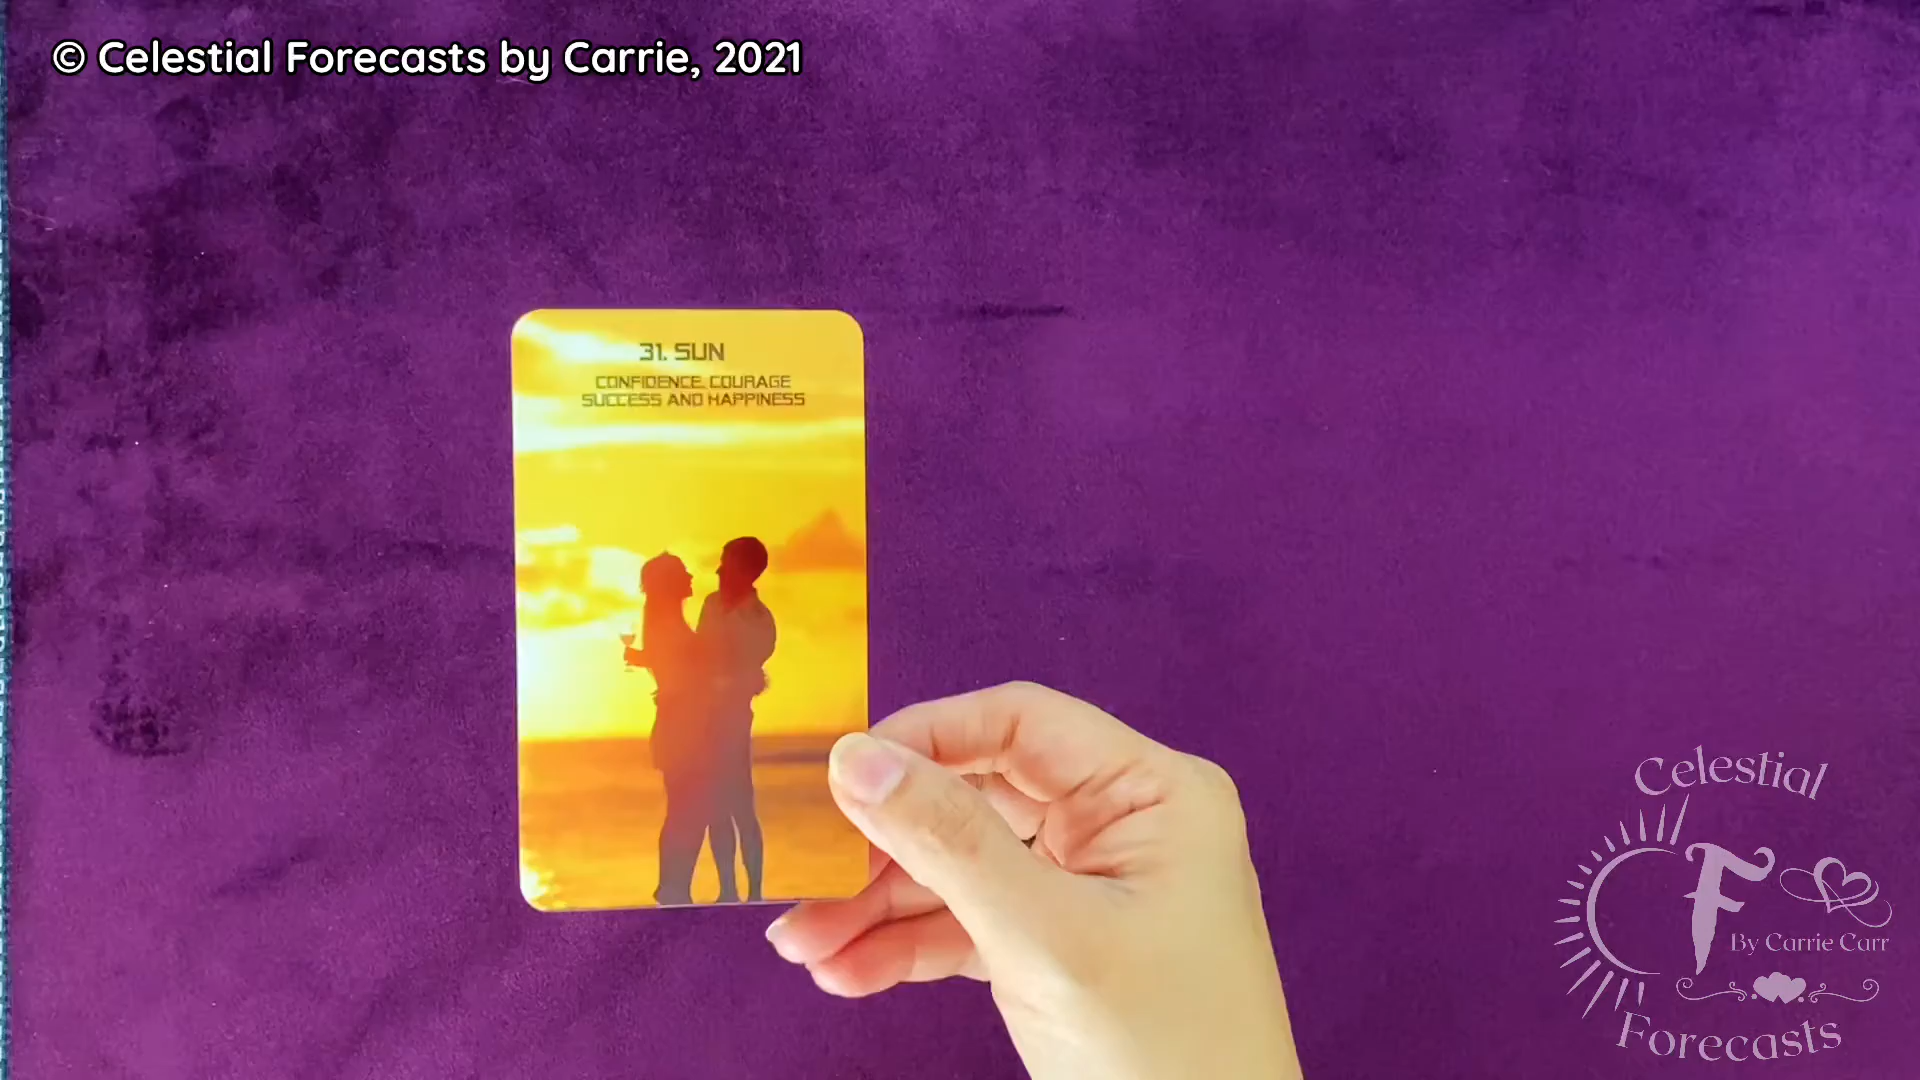 © Celestial Forecasts by Carrie, 2021
31. SUN
CONFIDENCE, COURAGE
SUCCESS AND HAPPINESS
Celestial
F
By Carrie Carr
Forecasts